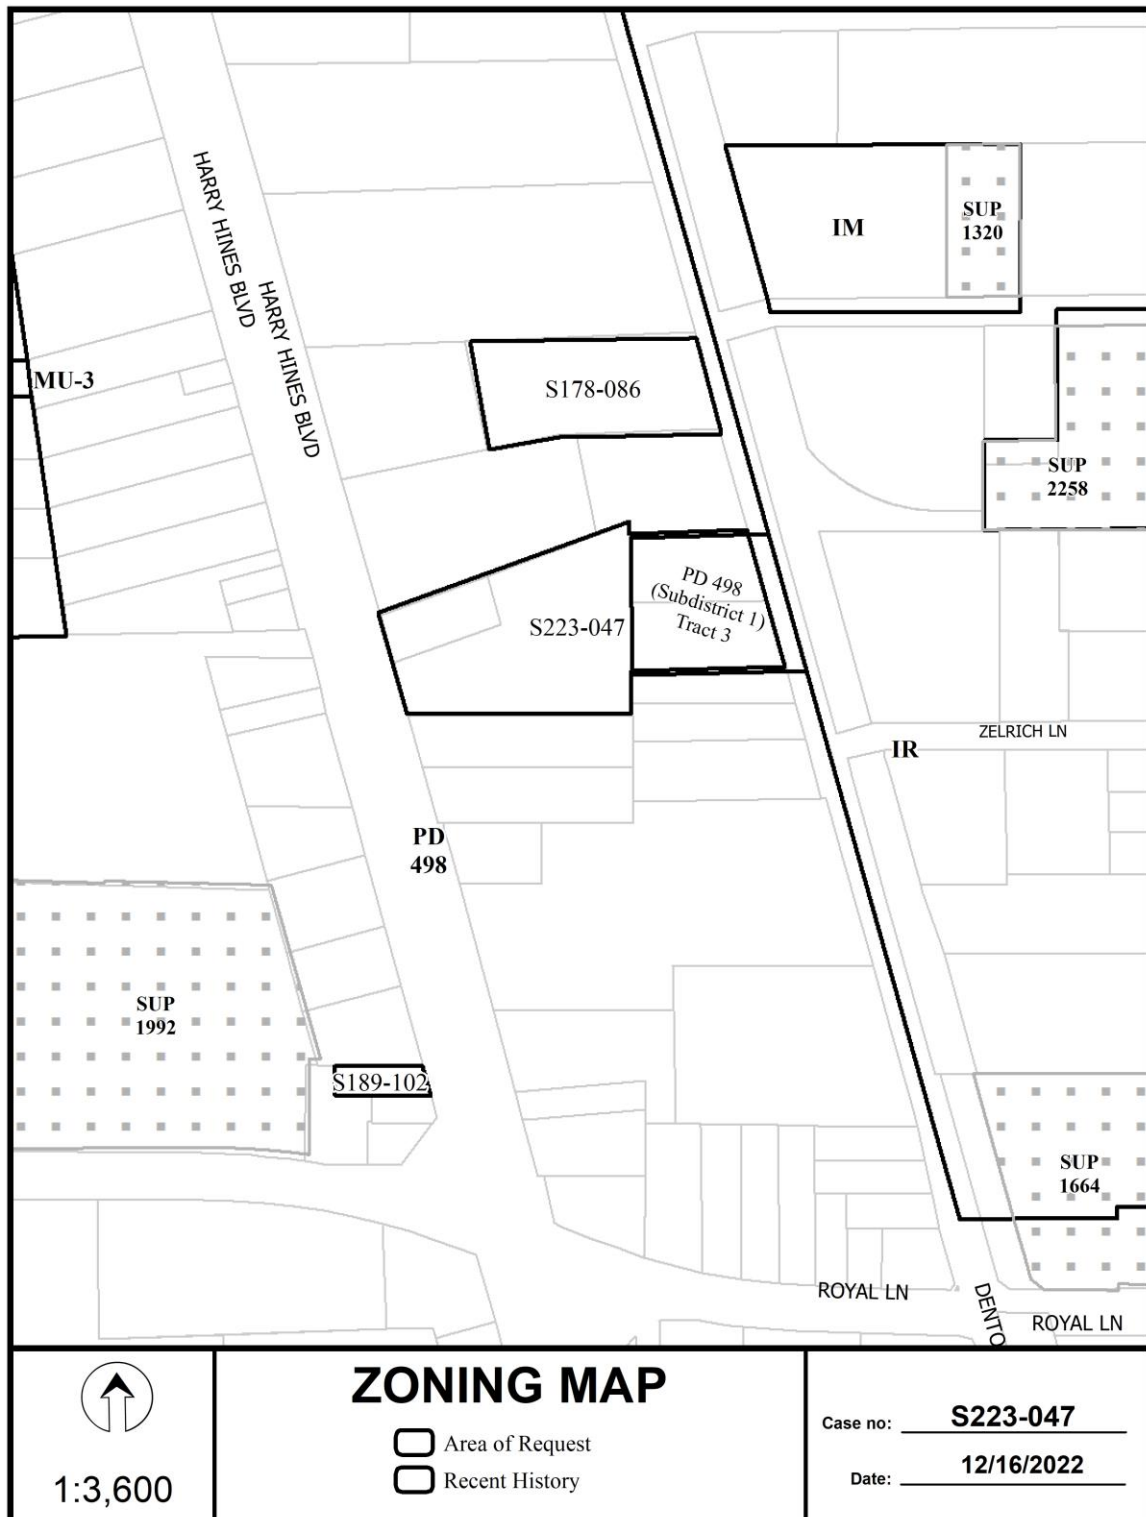 HARRY HINES BLVD
HARRY HINES BLVD
IM
SUP
1320
MU-3
S178-086
SUP
2258
PD 498
(Subdistrict 1)
Tract 3
S223-047
ZELRICH LN
IR
PD
498
SUP
1992
S189-102
SUP
1664
ROYAL LN
DENTO
ROYAL LN
ZONING MAP
Area of Request
Recent History
1:3,600
Case no: S223-047
Date: 12/16/2022